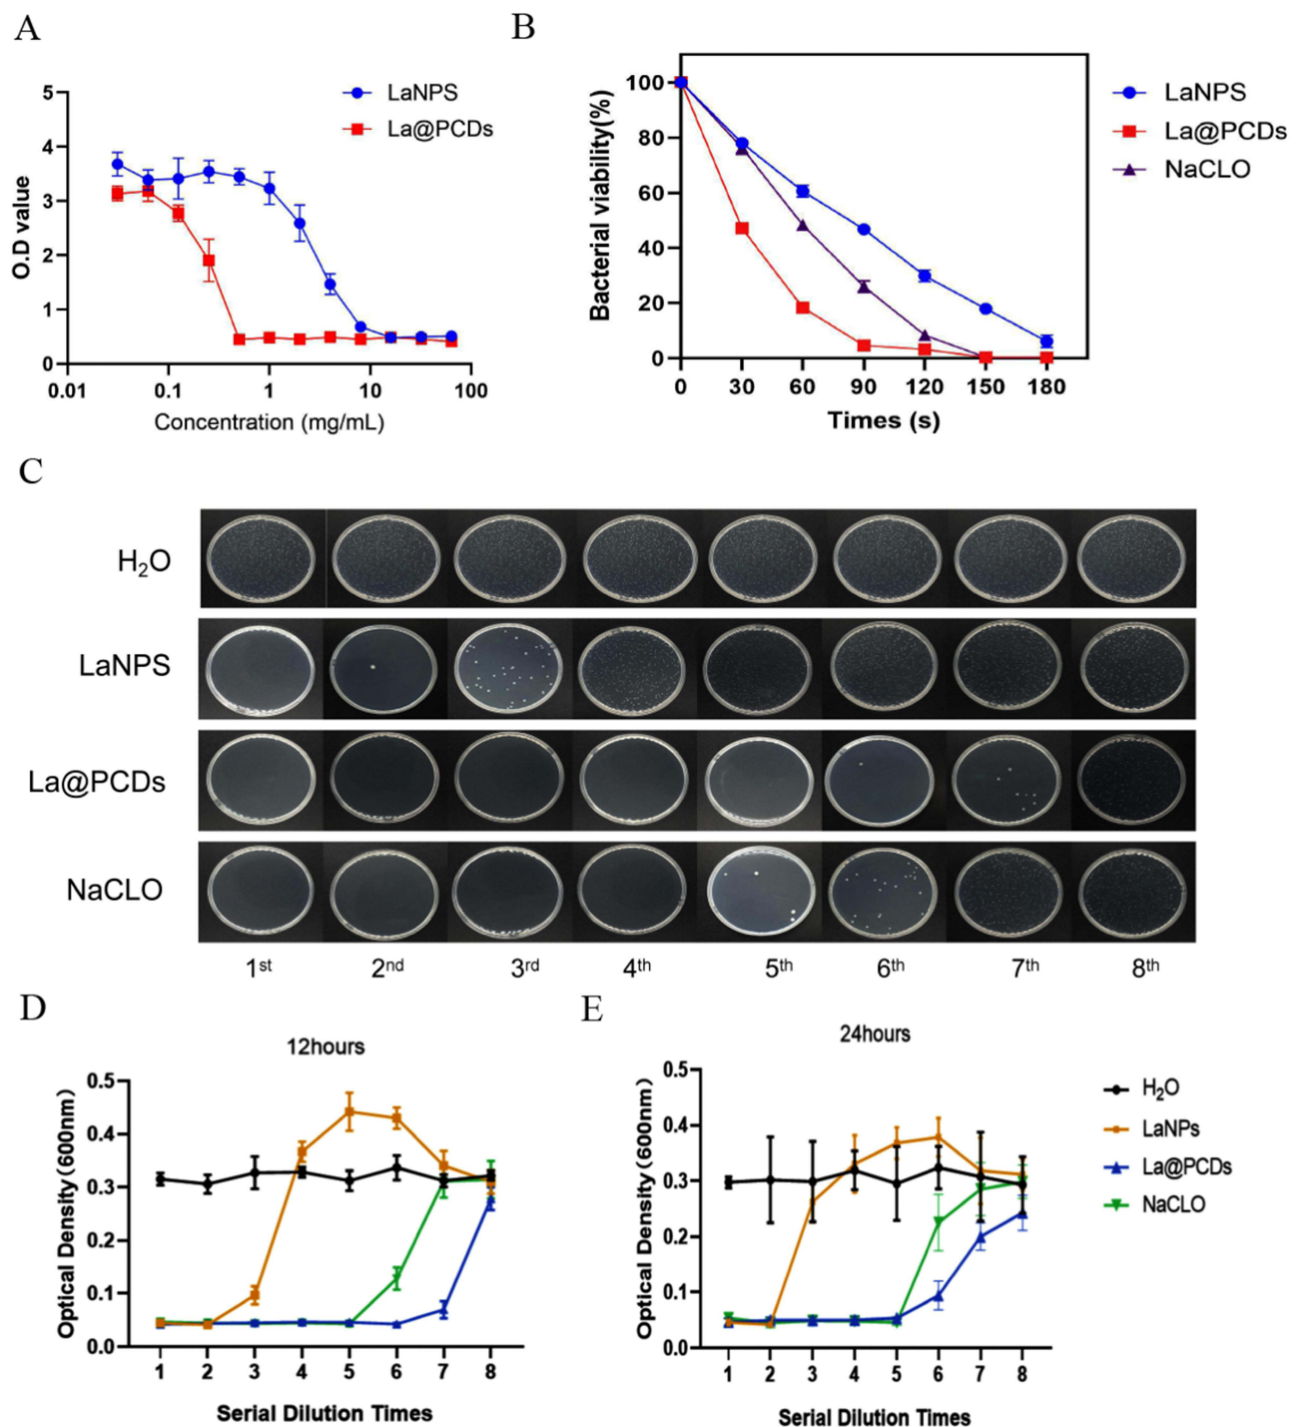 A
B
5
4
3
2
1
0
O.D value
0.01
0.1
1
10
100
Concentration (mg/mL)
LaNPS
La@PCDs
100
80
60
40
20
0
Bacterial viability(%)
0
30
60
90
120
150
180
Times (s)
LaNPS
La@PCDs
NaCLO
C
H₂O
LaNPS
La@PCDs
NaCLO
1st
2nd
3rd
4th
5th
6th
7th
8th
D
12hours
0.5
0.4
0.3
0.2
0.1
0.0
Optical Density(600nm)
1
2
3
4
5
6
7
8
Serial Dilution Times
E
24hours
0.5
0.4
0.3
0.2
0.1
0.0
Optical Density(600nm)
1
2
3
4
5
6
7
8
Serial Dilution Times
H₂O
LaNPs
La@PCDs
NaCLO